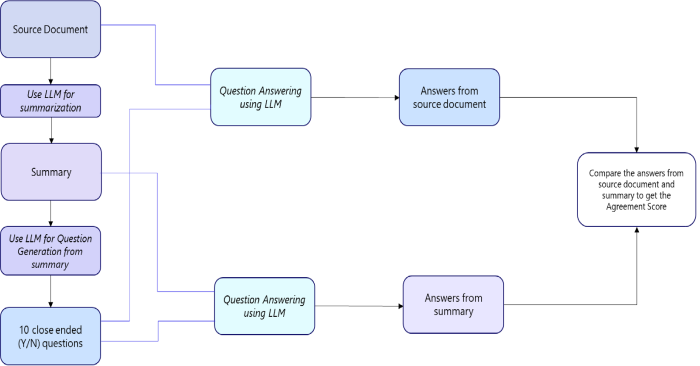 Source Document
Use LLM for
summarization
Summary
Use LLM for Question
Generation from
summary
10 close ended
(Y/N) questions
Question Answering
using LLM
Answers from
source document
Question Answering
using LLM
Answers from
summary
Compare the answers from
source document and
summary to get the
Agreement Score